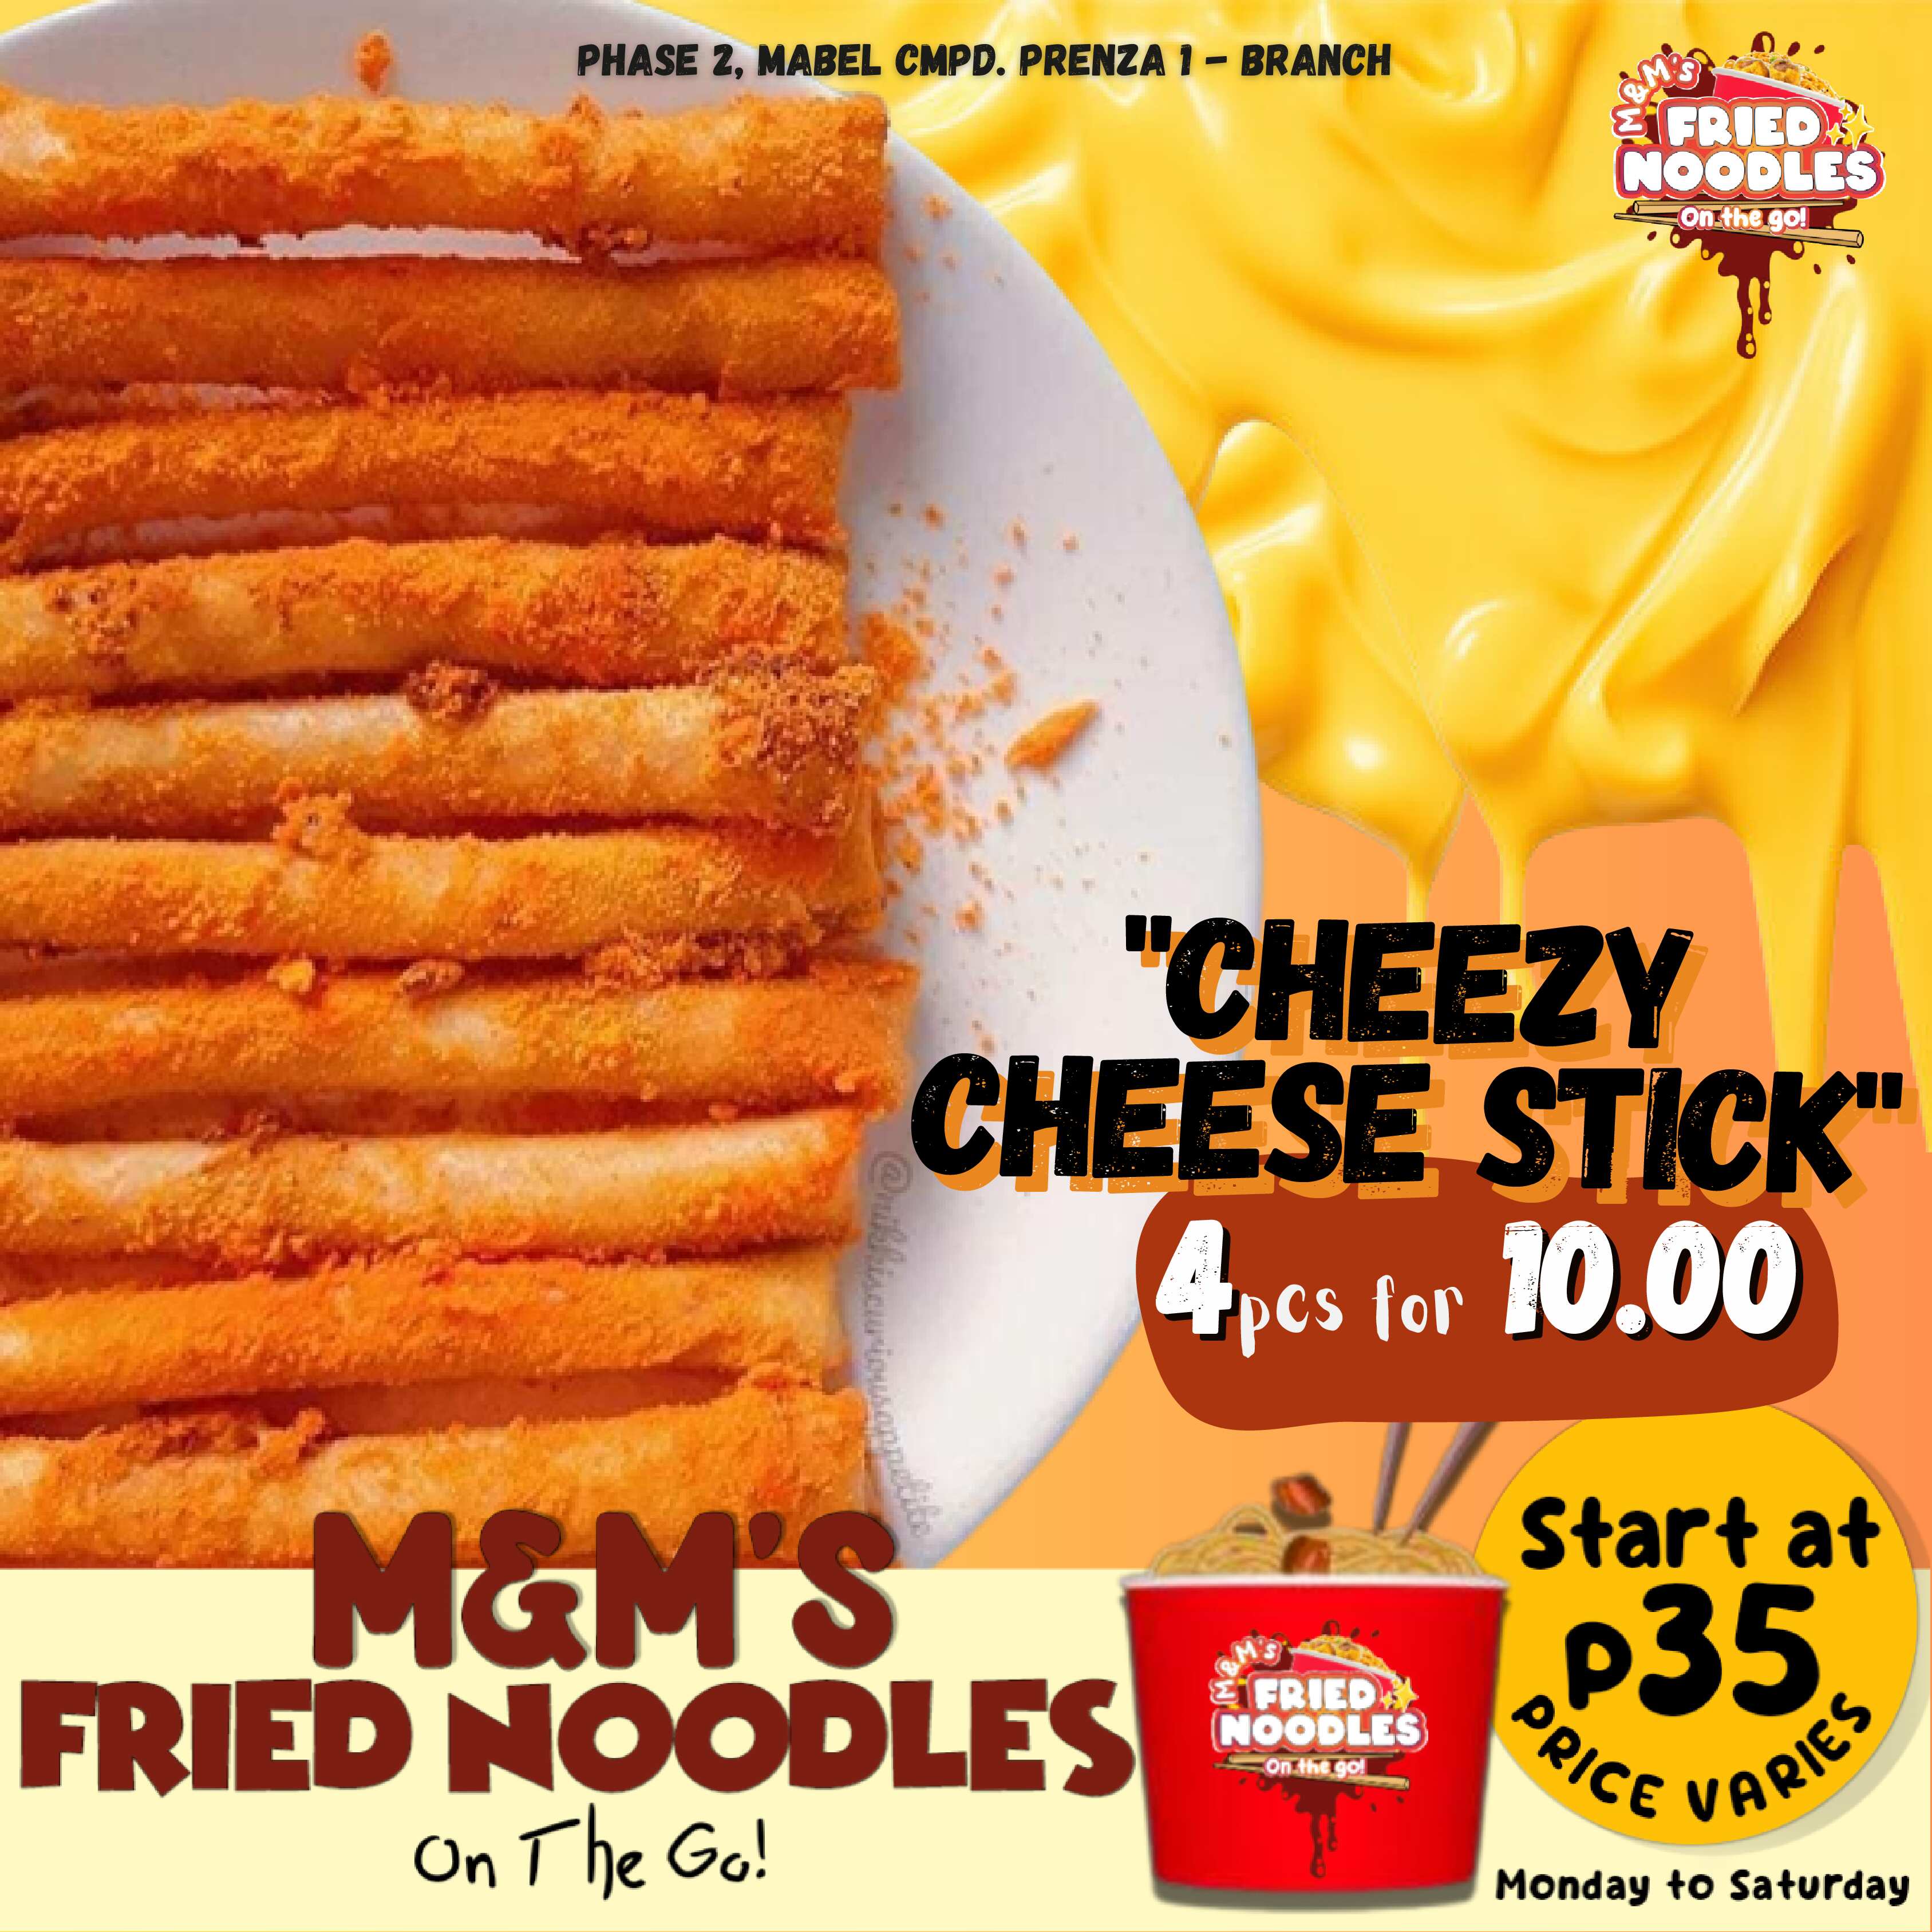 PHASE 2, MABEL CMPD. PRENZA 1 - BRANCH
M&M'S
FRIED
NOODLES
On the go!
"CHEEZY
CHEESE STICK"
4pcs for 10.00
M&M'S
FRIED NOODLES
On The Go!
M&M'S
FRIED
NOODLES
On the go!
Start at
P35
PRICE VARIES
Monday to Saturday